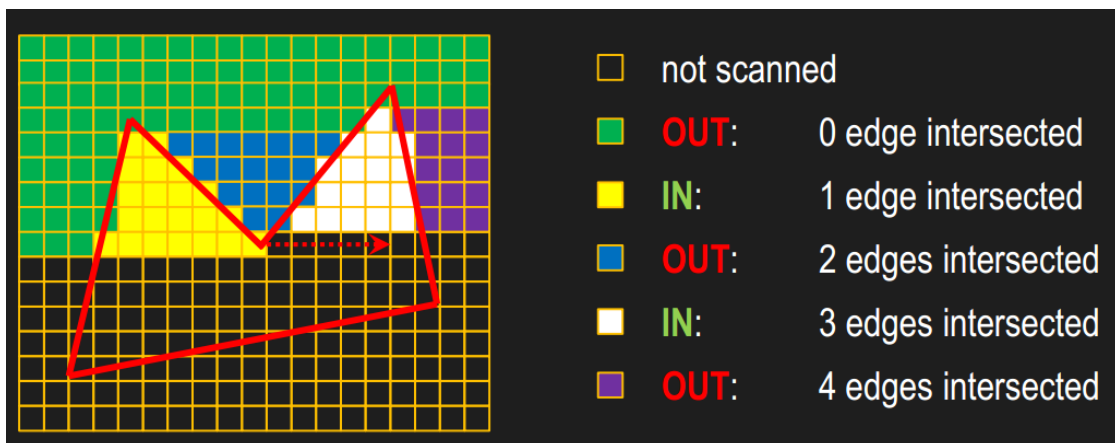 not scanned
OUT: 0 edge intersected
IN: 1 edge intersected
OUT: 2 edges intersected
IN: 3 edges intersected
OUT: 4 edges intersected